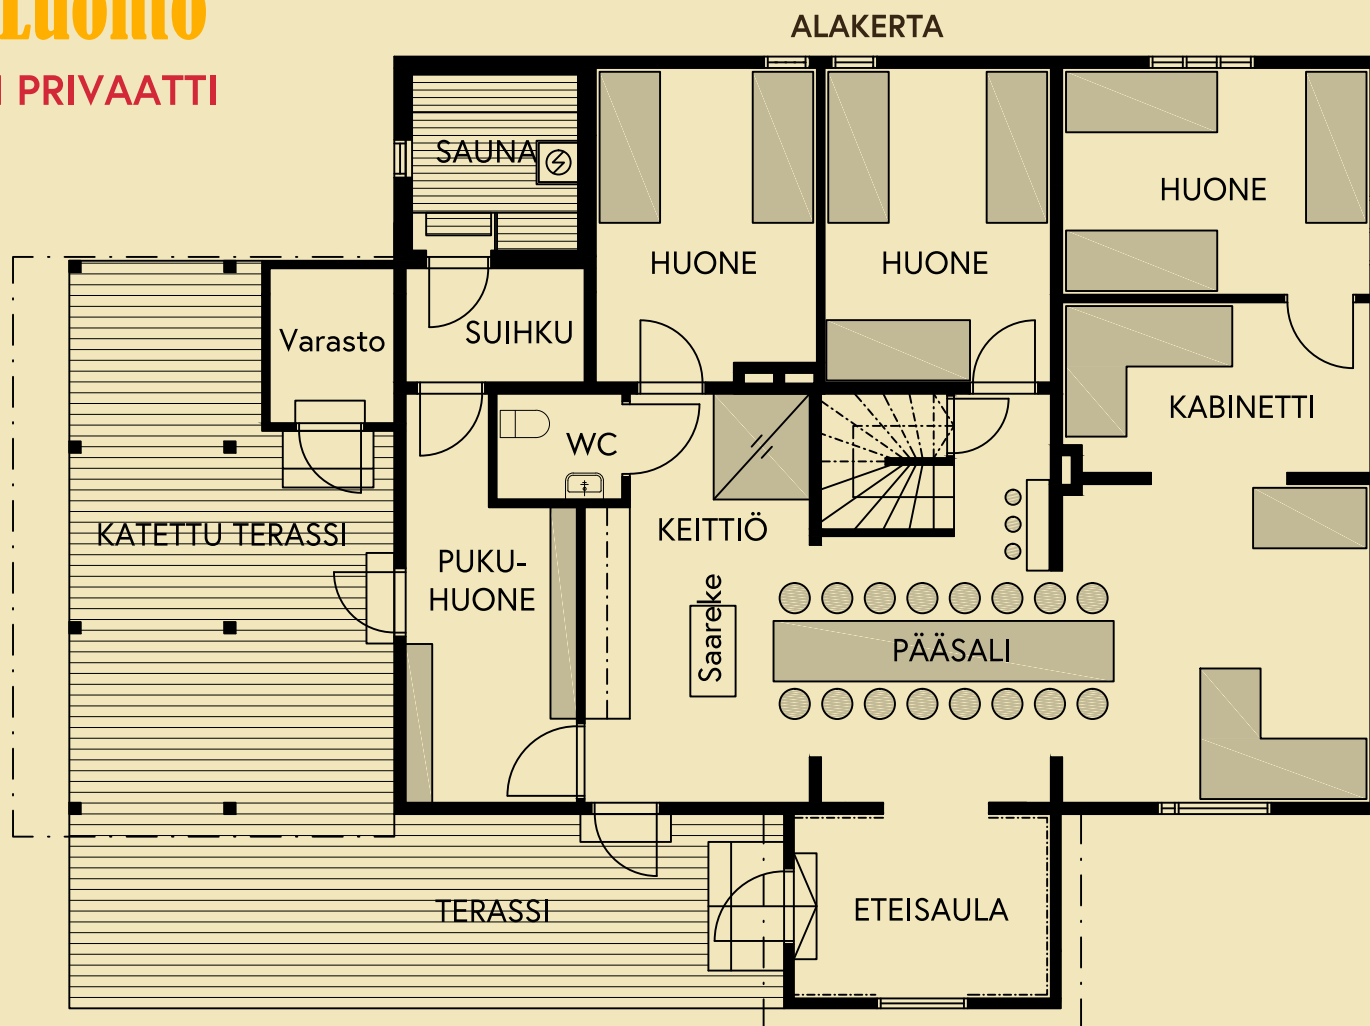 Luomo
PRIVAATTI
ALAKERTA
SAUNA
HUONE
HUONE
HUONE
Varasto
SUIHKU
KABINETTI
WC
KATETTU TERASSI
KEITTIÖ
PUKU-
HUONE
Saareke
PÄÄSALI
TERASSI
ETEISAULA